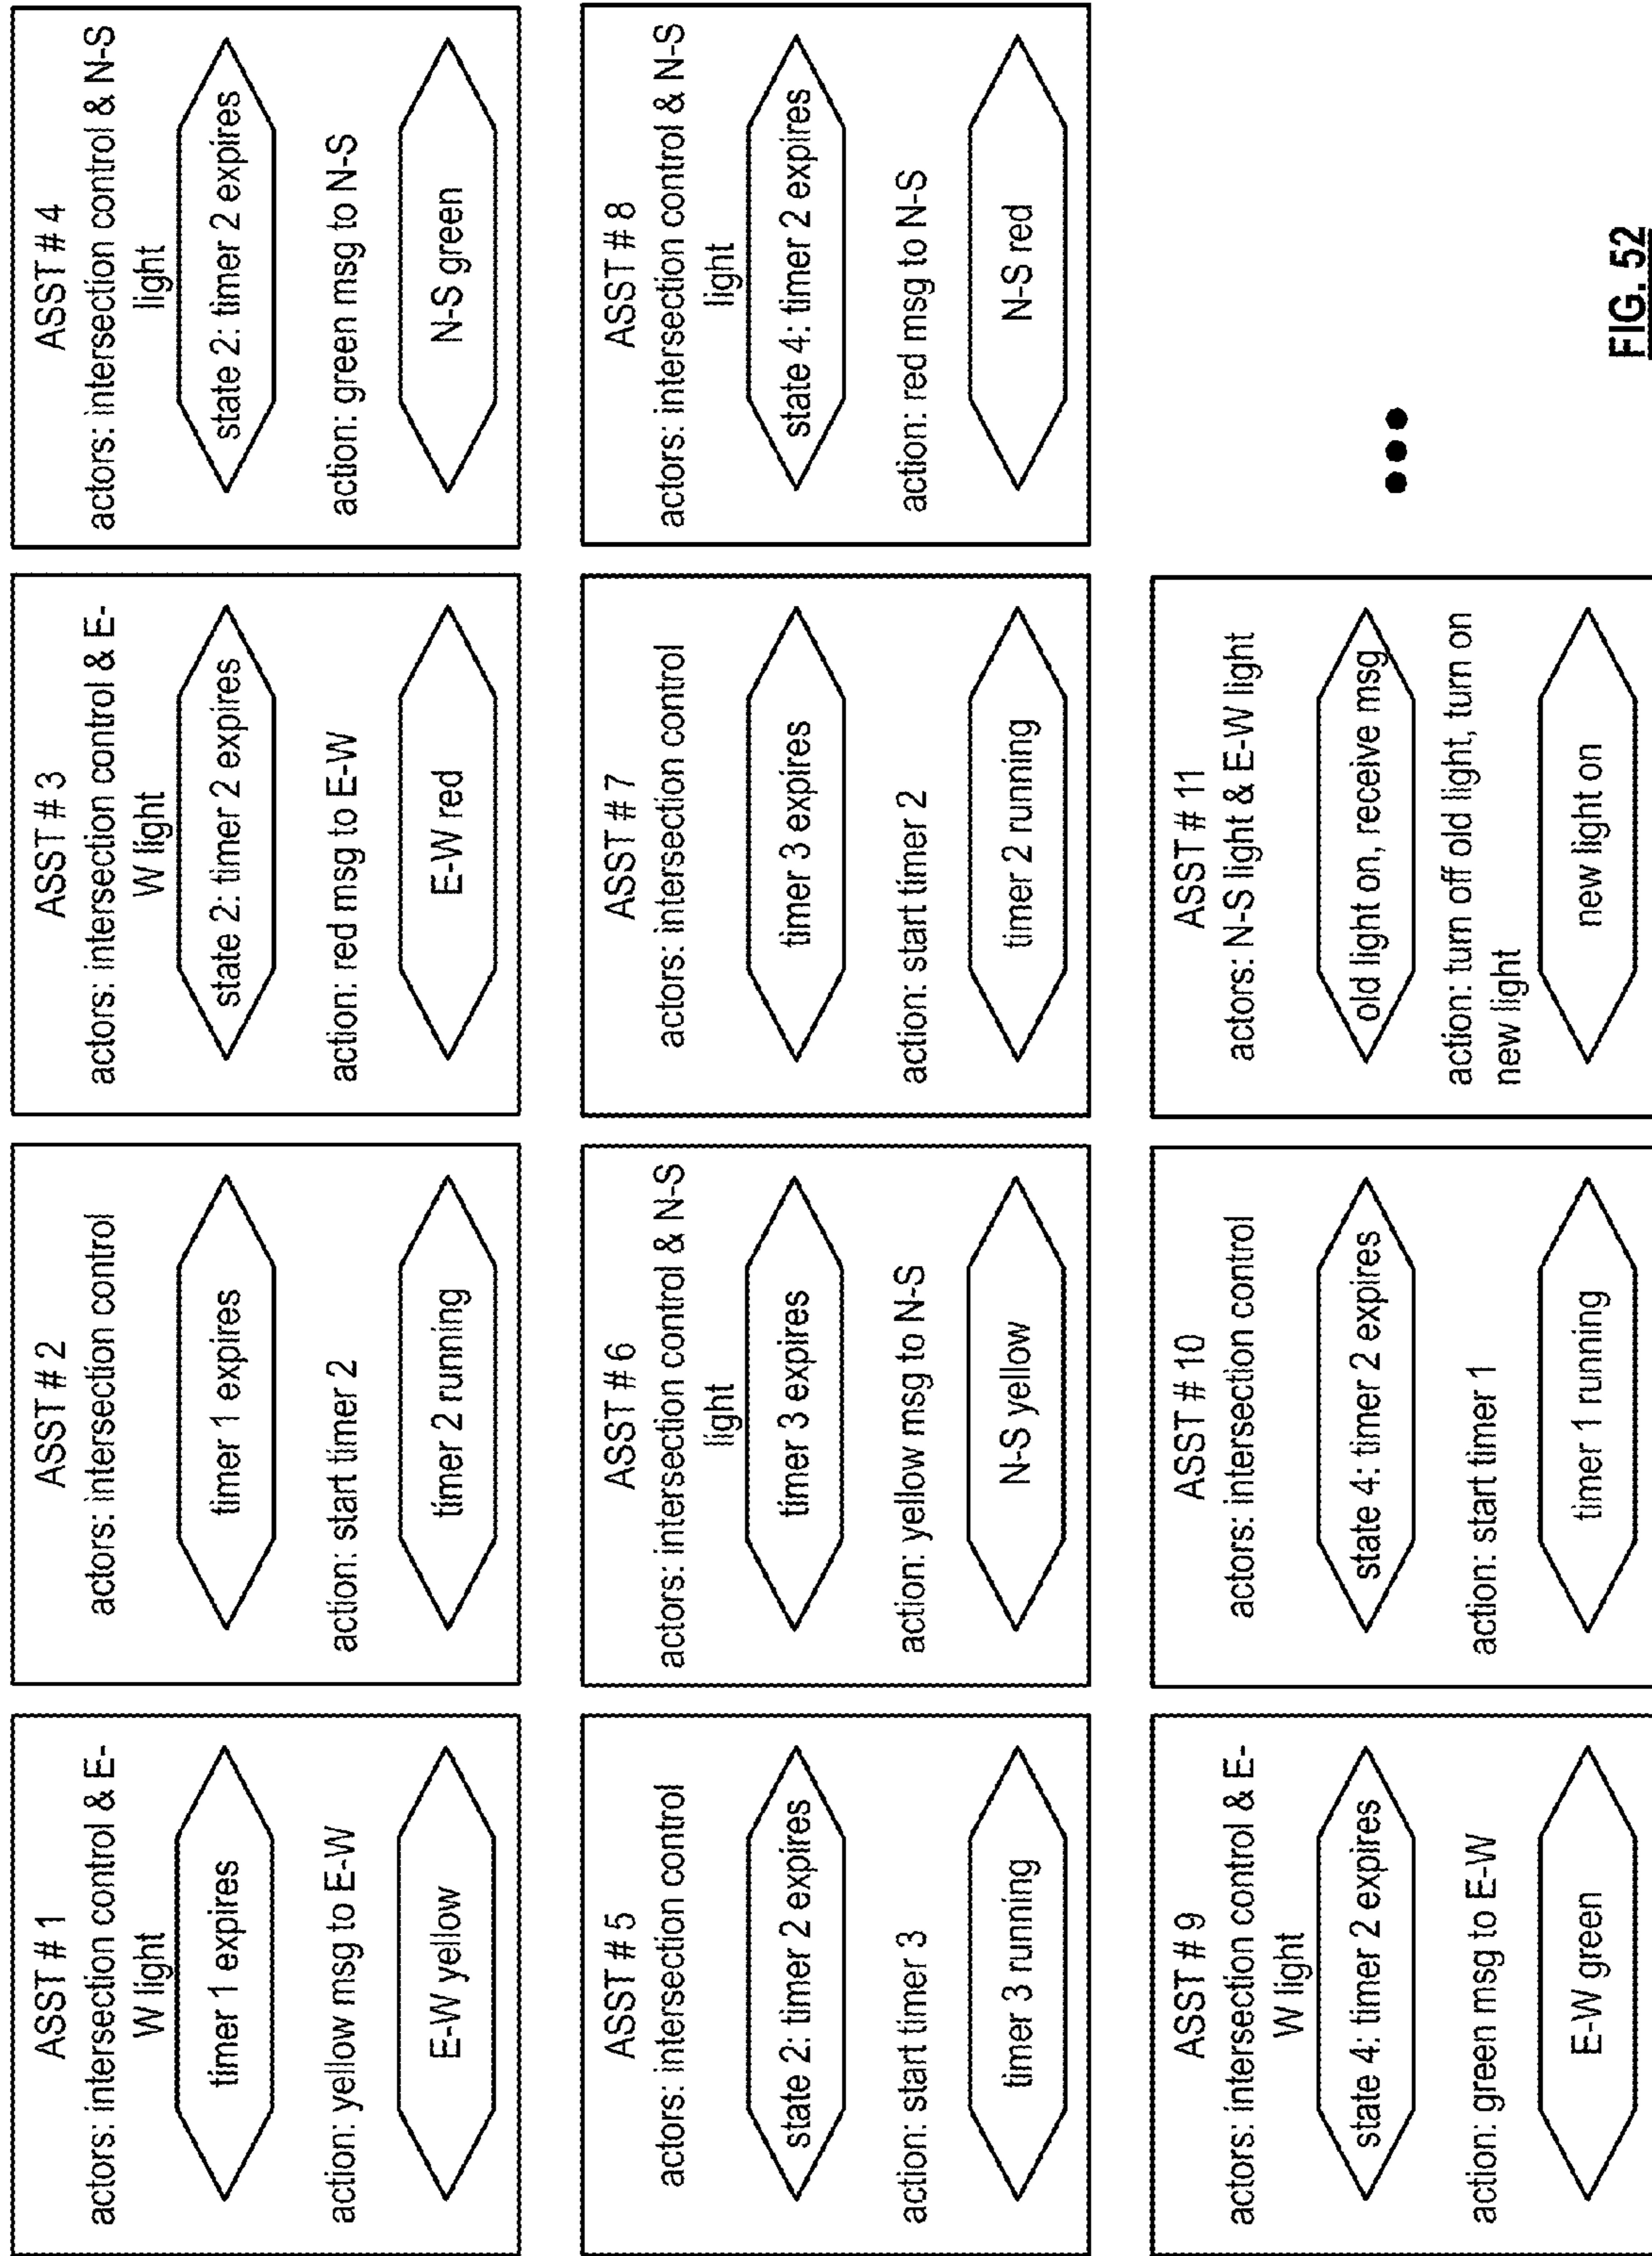 ASST # 1
actors: intersection control & E-
W light
timer 1 expires
action: yellow msg to E-W
E-W yellow
ASST # 2
actors: intersection control
timer 1 expires
action: start timer 2
timer 2 running
ASST # 3
actors: intersection control & E-
W light
state 2: timer 2 expires
action: red msg to E-W
E-W red
ASST # 4
actors: intersection control & N-S
light
state 2: timer 2 expires
action: green msg to N-S
N-S green
ASST # 5
actors: intersection control
state 2: timer 2 expires
action: start timer 3
timer 3 running
ASST # 6
actors: intersection control & N-S
light
timer 3 expires
action: yellow msg to N-S
N-S yellow
ASST # 7
actors: intersection control
timer 3 expires
action: start timer 2
timer 2 running
ASST # 8
actors: intersection control & N-S
light
state 4: timer 2 expires
action: red msg to N-S
N-S red
ASST # 9
actors: intersection control & E-
W light
state 4: timer 2 expires
action: green msg to E-W
E-W green
ASST # 10
actors: intersection control
state 4: timer 2 expires
action: start timer 1
timer 1 running
ASST # 11
actors: N-S light & E-W light
old light on, receive msg
action: turn off old light, turn on
new light
new light on
FIG. 52